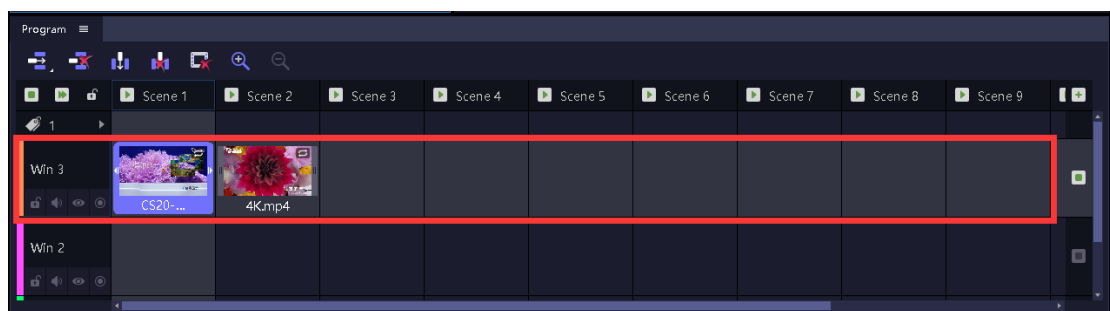 Program
Scene 1 Scene 2 Scene 3 Scene 4 Scene 5 Scene 6 Scene 7 Scene 8 Scene 9
1
Win 3
CS20-... 4K.mp4
Win 2